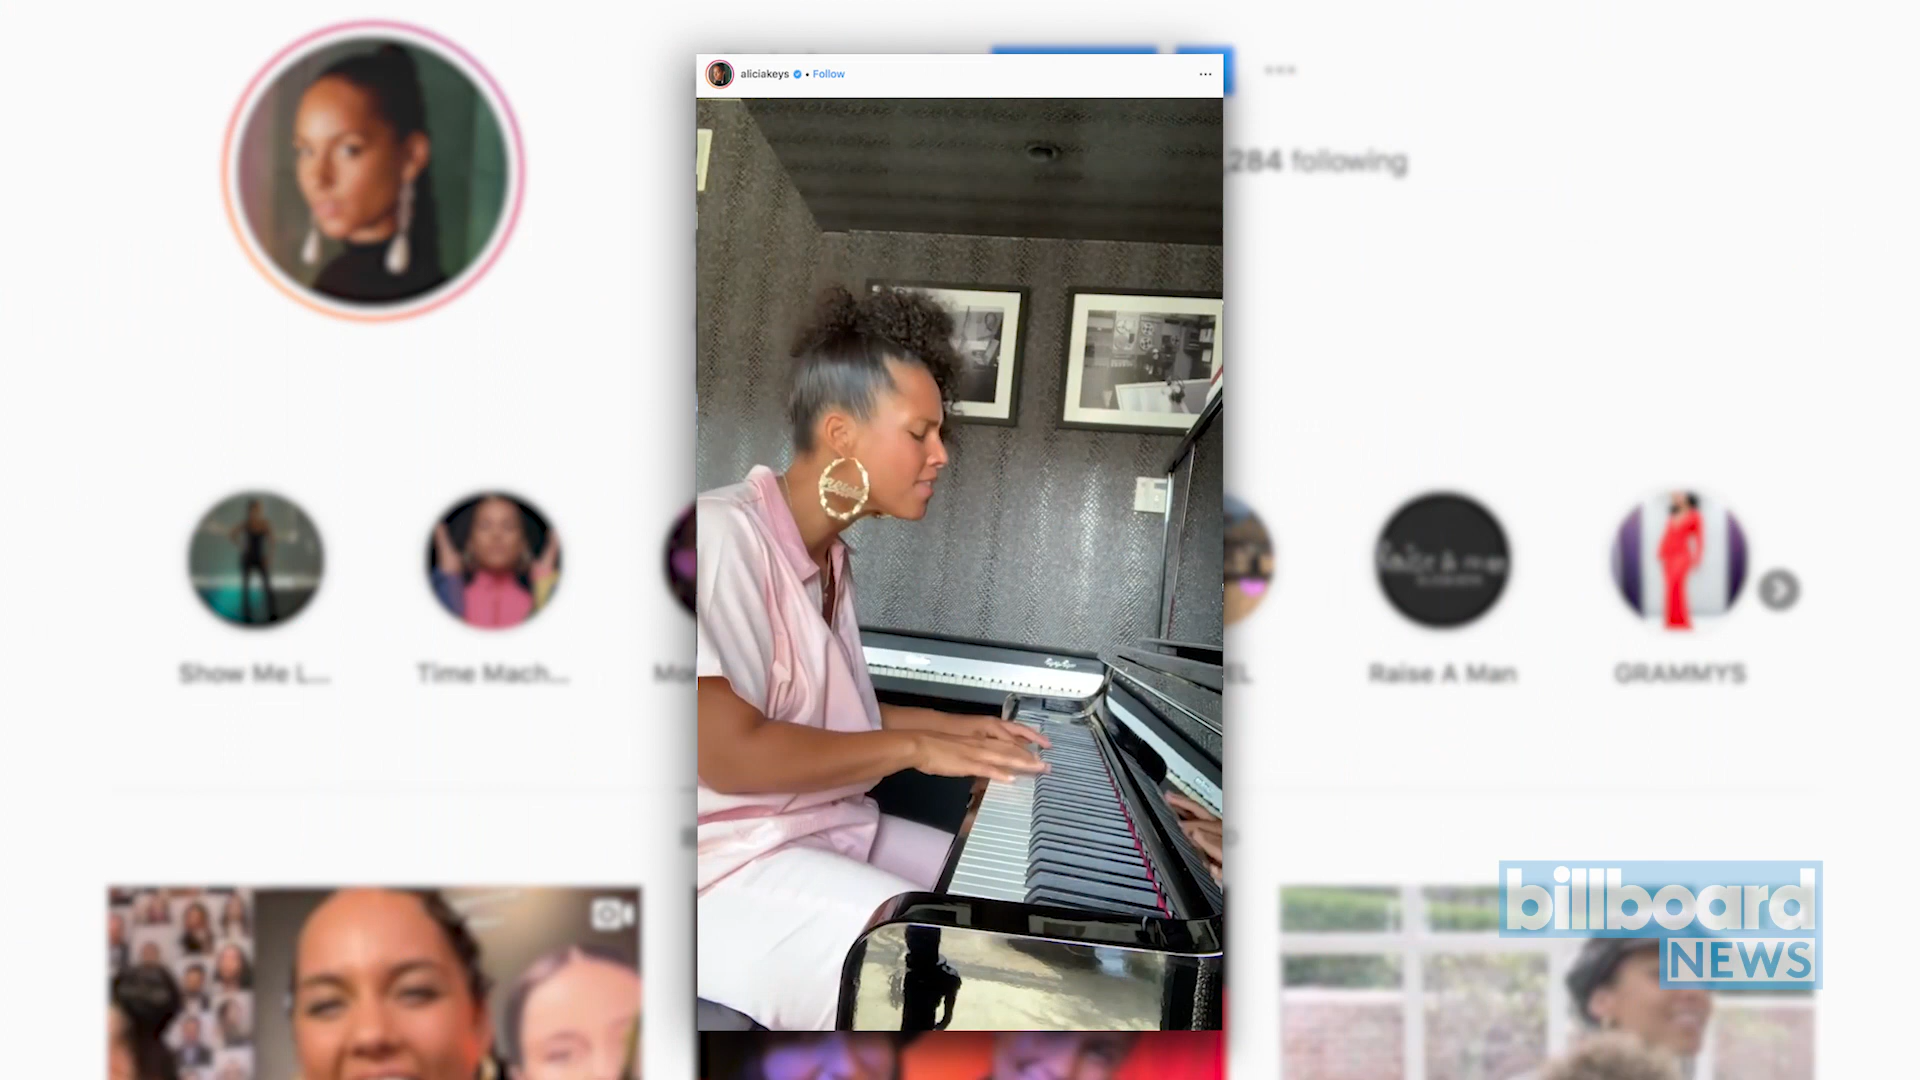 aliciakeys • Follow
284 following
Show Me L...
Time Mach...
Raise A Man
GRAMMYS
billboard
NEWS